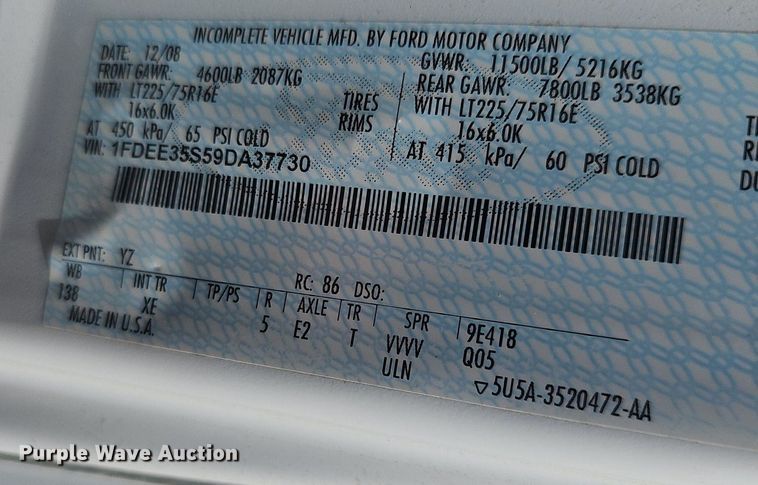 INCOMPLETE VEHICLE MFD. BY FORD MOTOR COMPANY
DATE: 12/08 GVWR: 11500LB/ 5216KG
FRONT GAWR: 4600LB 2087KG REAR GAWR: 7800LB 3538KG
WITH LT225/75R16E TIRES WITH LT225/75R16E
16x6.0K RIMS 16x6.0K
AT 450 kPa/ 65 PSI COLD AT 415 kPa/ 60 PSI COLD
VIN: 1FDEE35S59DA37730
EXT PNT: YZ RC: 86 DSO:
WB INT TR TP/PS R AXLE TR SPR 9E418
138 XE 5 E2 T VVVV Q05
MADE IN U.S.A. ULN ▽5U5A-3520472-AA
Purple Wave Auction